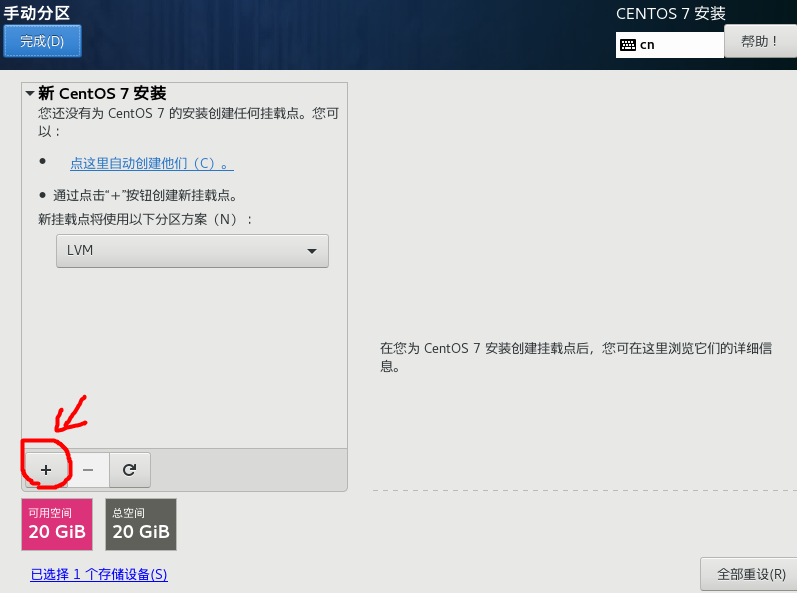 手动分区
CENTOS 7 安装
完成(D)
cn
帮助！
新 CentOS 7 安装
您还没有为 CentOS 7 的安装创建任何挂载点。您可
以：
点这里自动创建他们（C）。
通过点击“+”按钮创建新挂载点。
新挂载点将使用以下分区方案（N）：
LVM
在您为 CentOS 7 安装创建挂载点后，您可在这里浏览它们的详细信
息。
+ −
可用空间
20 GiB
总空间
20 GiB
已选择 1 个存储设备(S)
全部重设(R)